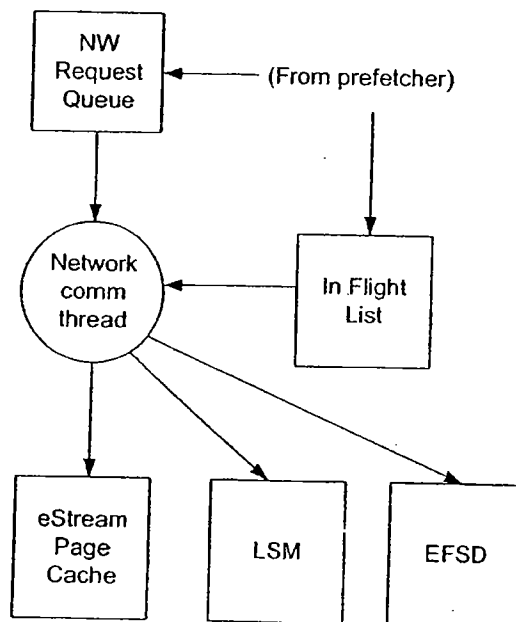 NW
Request
Queue
(From prefetcher)
Network
comm
thread
In Flight
List
eStream
Page
Cache
LSM
EFSD